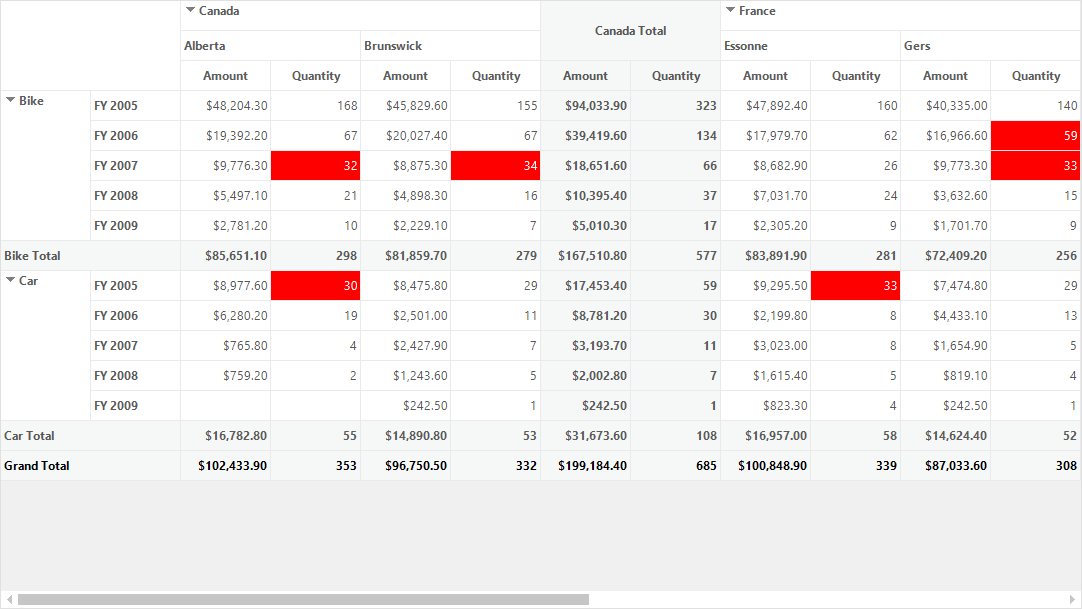 Canada France
Canada Total
Alberta Brunswick Essonne Gers
Amount Quantity Amount Quantity Amount Quantity Amount Quantity Amount Quantity
Bike FY 2005 $48,204.30 168 $45,829.60 155 $94,033.90 323 $47,892.40 160 $40,335.00 140
FY 2006 $19,392.20 67 $20,027.40 67 $39,419.60 134 $17,979.70 62 $16,966.60 59
FY 2007 $9,776.30 32 $8,875.30 34 $18,651.60 66 $8,682.90 26 $9,773.30 33
FY 2008 $5,497.10 21 $4,898.30 16 $10,395.40 37 $7,031.70 24 $3,632.60 15
FY 2009 $2,781.20 10 $2,229.10 7 $5,010.30 17 $2,305.20 9 $1,701.70 9
Bike Total $85,651.10 298 $81,859.70 279 $167,510.80 577 $83,891.90 281 $72,409.20 256
Car FY 2005 $8,977.60 30 $8,475.80 29 $17,453.40 59 $9,295.50 33 $7,474.80 29
FY 2006 $6,280.20 19 $2,501.00 11 $8,781.20 30 $2,199.80 8 $4,433.10 13
FY 2007 $765.80 4 $2,427.90 7 $3,193.70 11 $3,023.00 8 $1,654.90 5
FY 2008 $759.20 2 $1,243.60 5 $2,002.80 7 $1,615.40 5 $819.10 4
FY 2009 $242.50 1 $242.50 1 $823.30 4 $242.50 1
Car Total $16,782.80 55 $14,890.80 53 $31,673.60 108 $16,957.00 58 $14,624.40 52
Grand Total $102,433.90 353 $96,750.50 332 $199,184.40 685 $100,848.90 339 $87,033.60 308